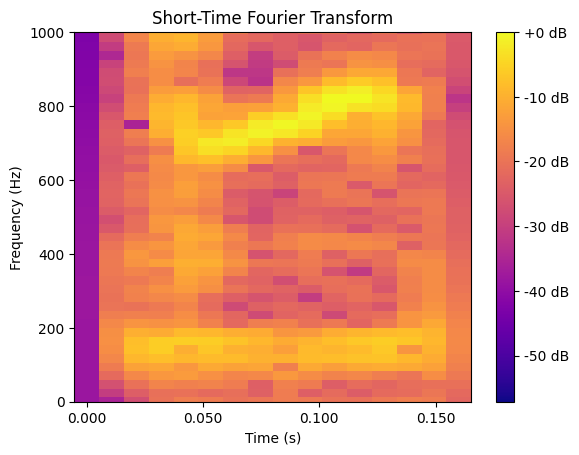 Short-Time Fourier Transform
1000
800
600
400
200
0
Frequency (Hz)
0.000
0.050
0.100
0.150
Time (s)
+0 dB
-10 dB
-20 dB
-30 dB
-40 dB
-50 dB